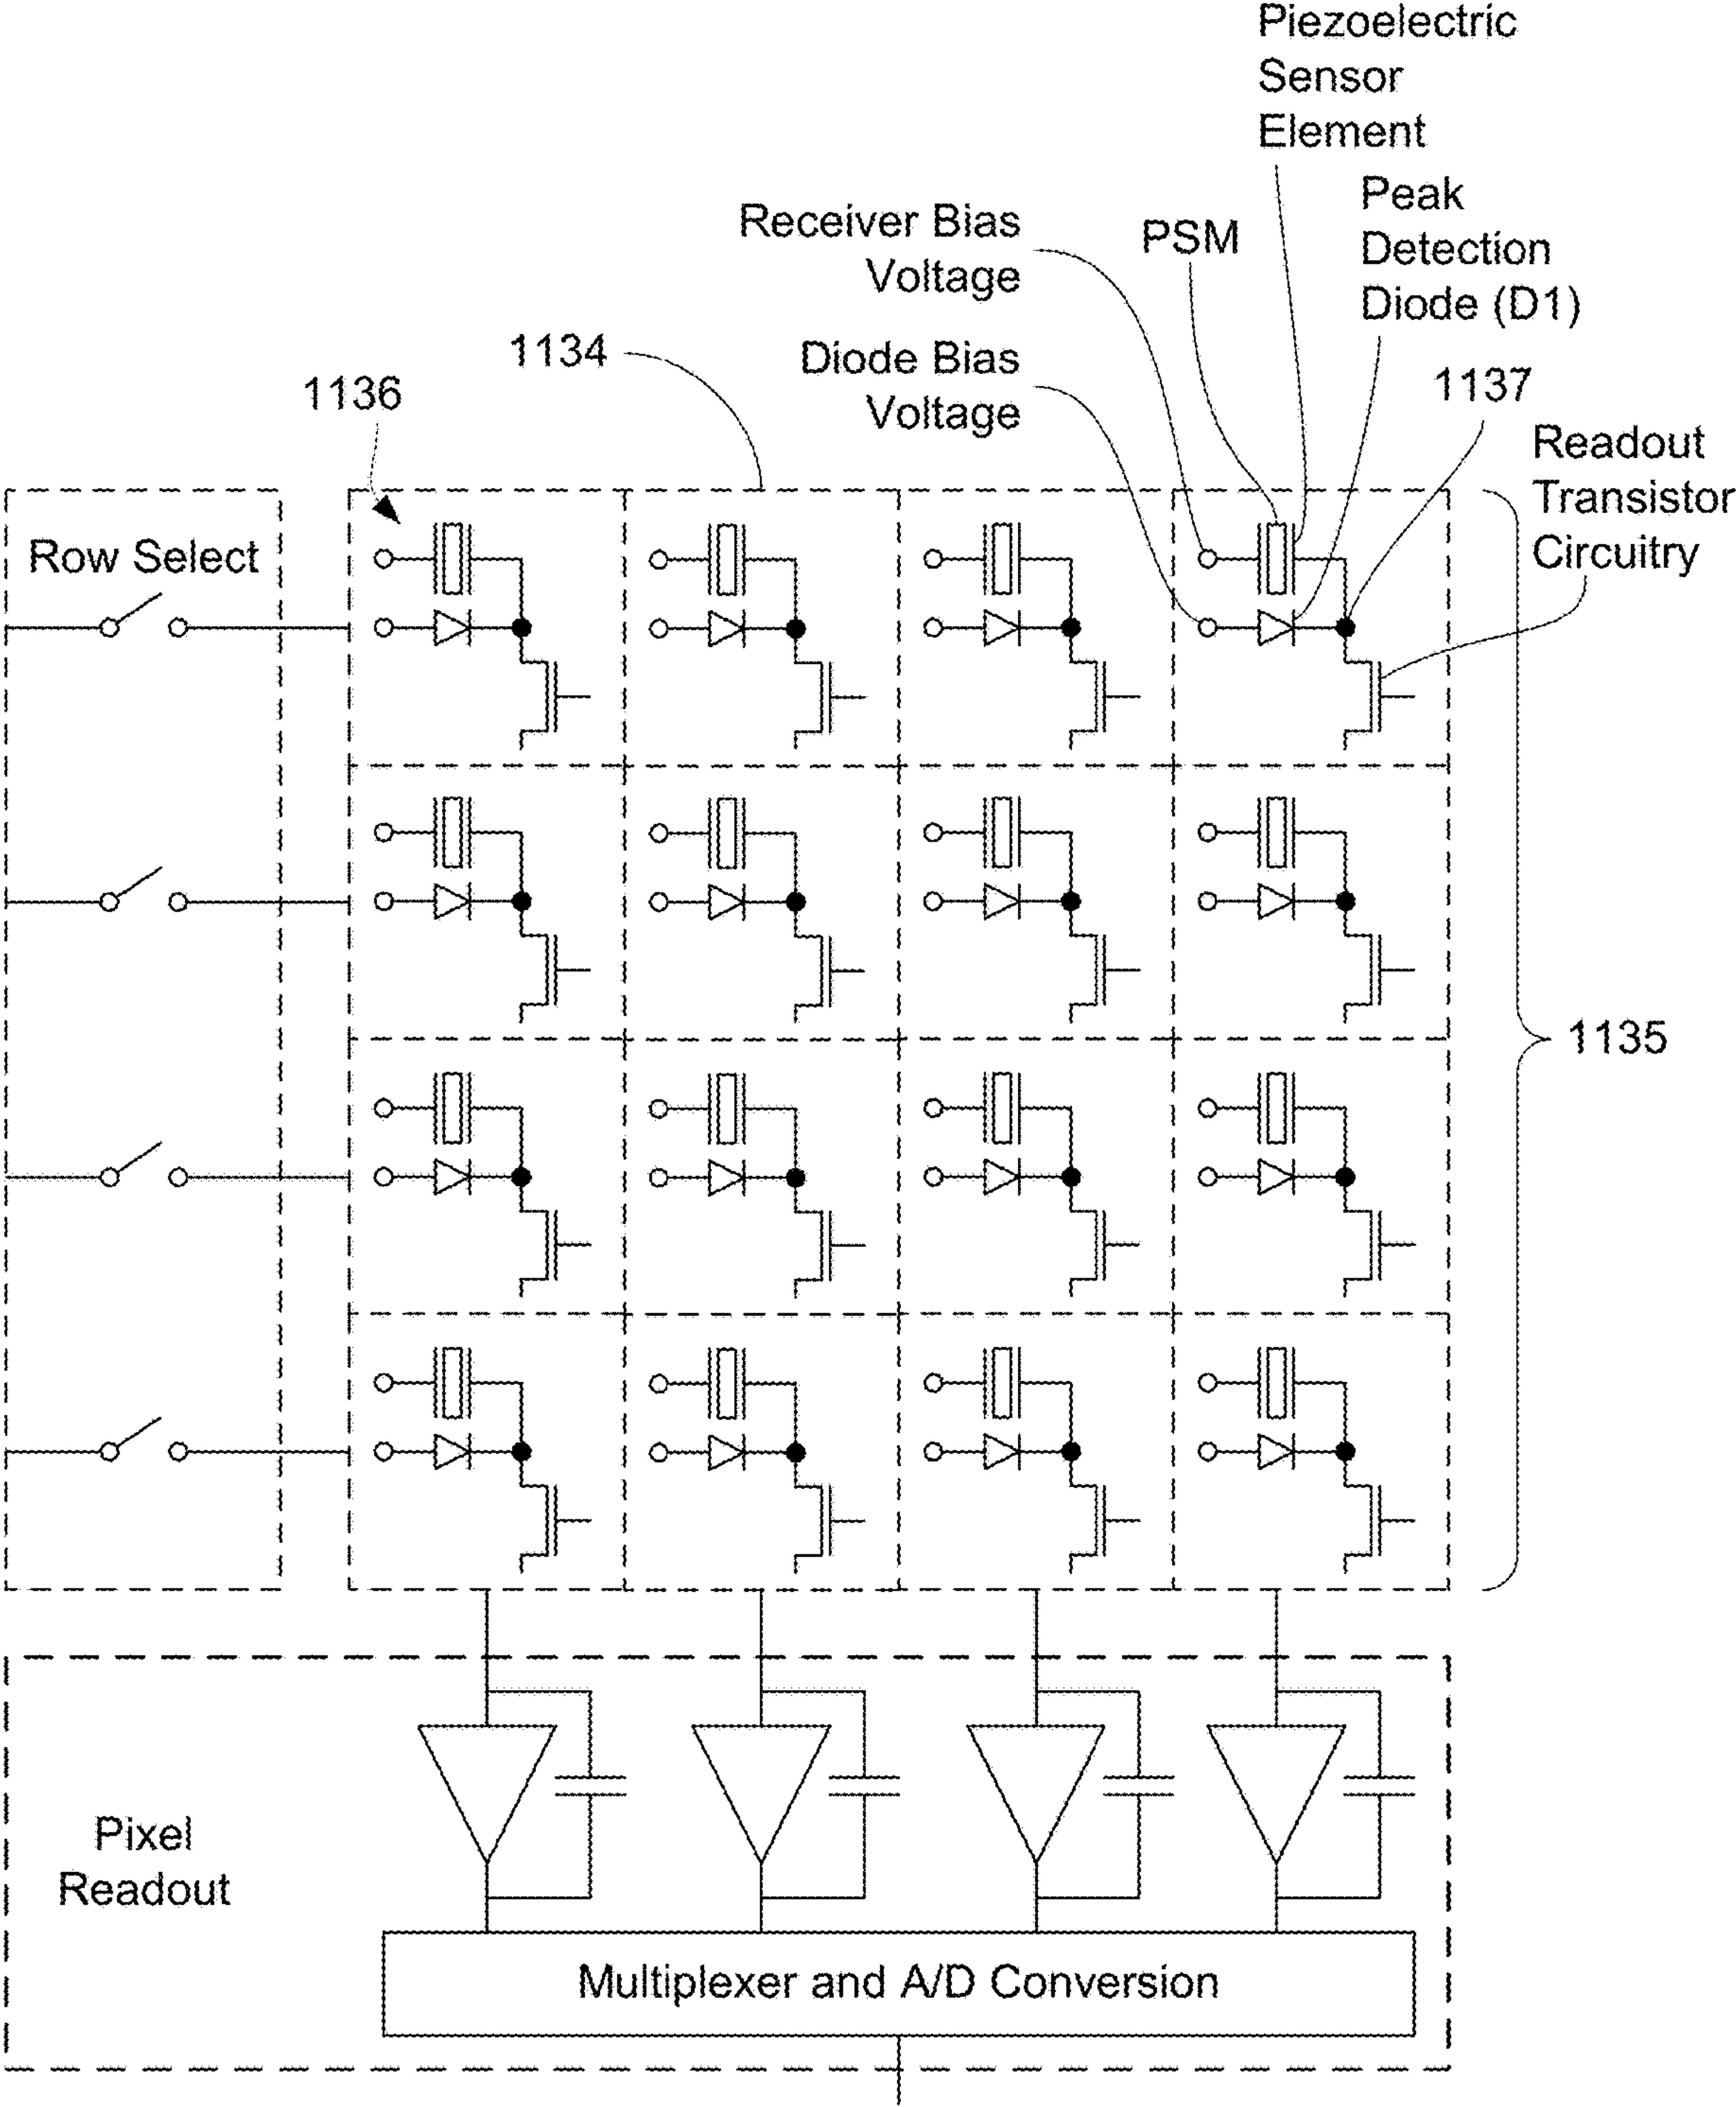 Piezoelectric
Sensor
Element
Peak
Detection
Diode (D1)
Receiver Bias
Voltage
PSM
1134
Diode Bias
Voltage
1136
1137
Readout
Transistor
Circuitry
Row Select
1135
Pixel
Readout
Multiplexer and A/D Conversion